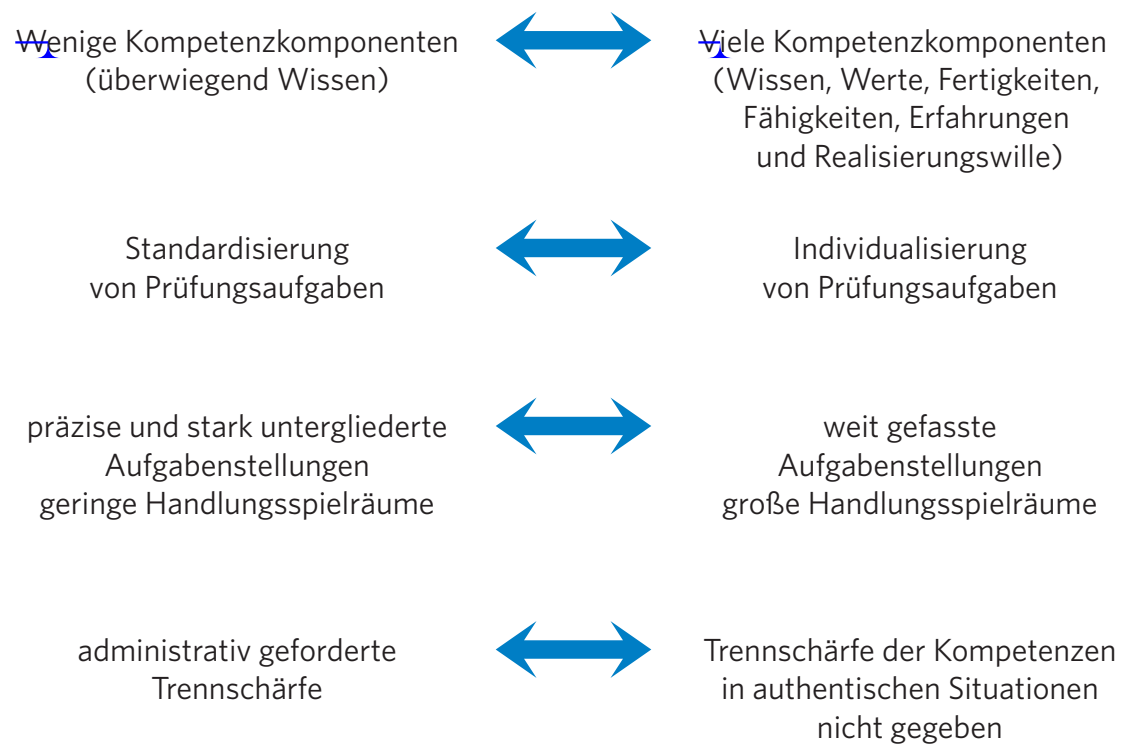 Wenige Kompetenzkomponenten
(überwiegend Wissen)
Viele Kompetenzkomponenten
(Wissen, Werte, Fertigkeiten,
Fähigkeiten, Erfahrungen
und Realisierungswille)
Standardisierung
von Prüfungsaufgaben
Individualisierung
von Prüfungsaufgaben
präzise und stark untergliederte
Aufgabenstellungen
geringe Handlungsspielräume
weit gefasste
Aufgabenstellungen
große Handlungsspielräume
administrativ geforderte
Trennschärfe
Trennschärfe der Kompetenzen
in authentischen Situationen
nicht gegeben